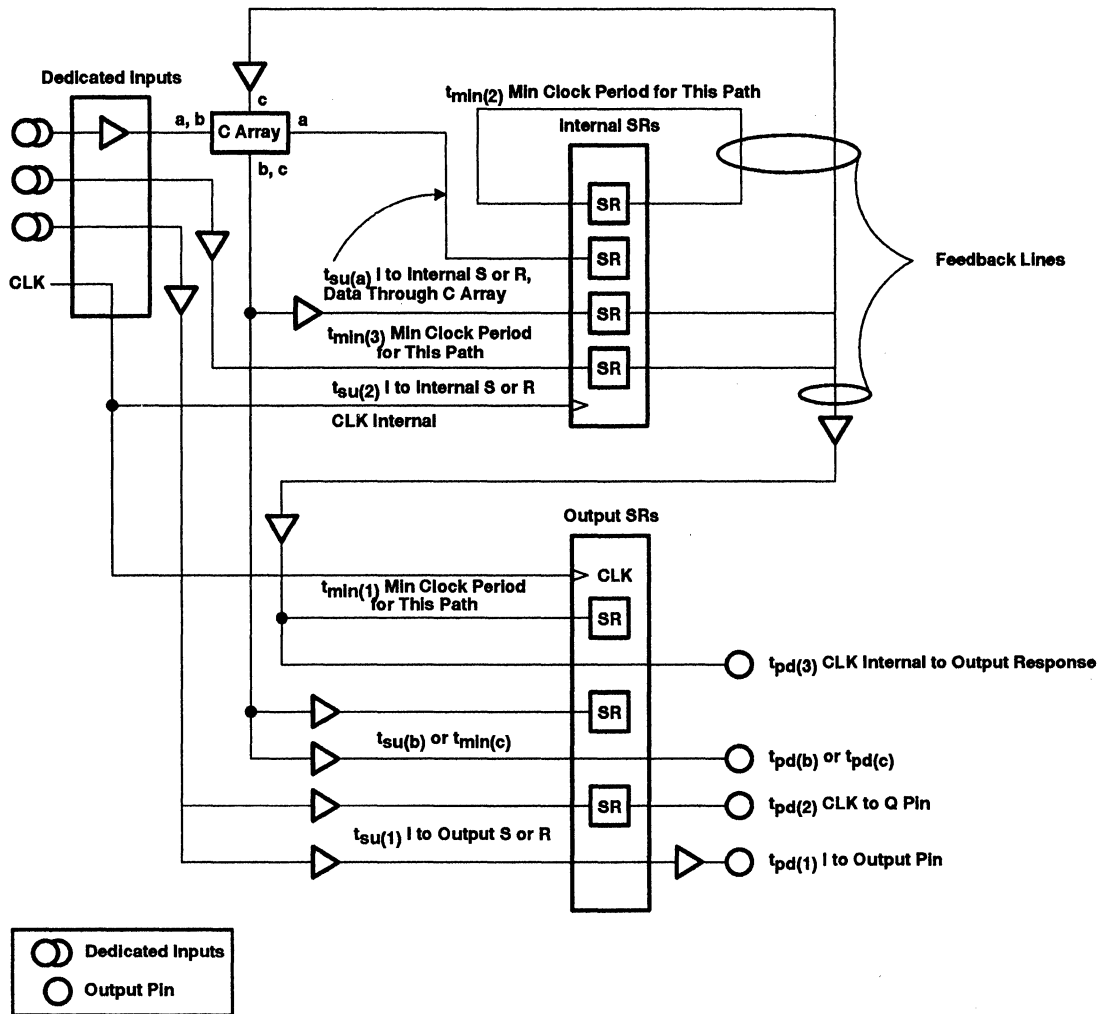 Dedicated Inputs
c
a, b
C Array
a
b, c
CLK
tmin(2) Min Clock Period for This Path
Internal SRs
SR
SR
SR
SR
tsu(a) I to Internal S or R,
Data Through C Array
tmin(3) Min Clock Period
for This Path
tsu(2) I to Internal S or R
CLK Internal
Feedback Lines
Output SRs
CLK
tmin(1) Min Clock Period
for This Path
SR
tpd(3) CLK Internal to Output Response
SR
tsu(b) or tmin(c)
tpd(b) or tpd(c)
SR
tpd(2) CLK to Q Pin
tsu(1) I to Output S or R
tpd(1) I to Output Pin
Dedicated Inputs
Output Pin